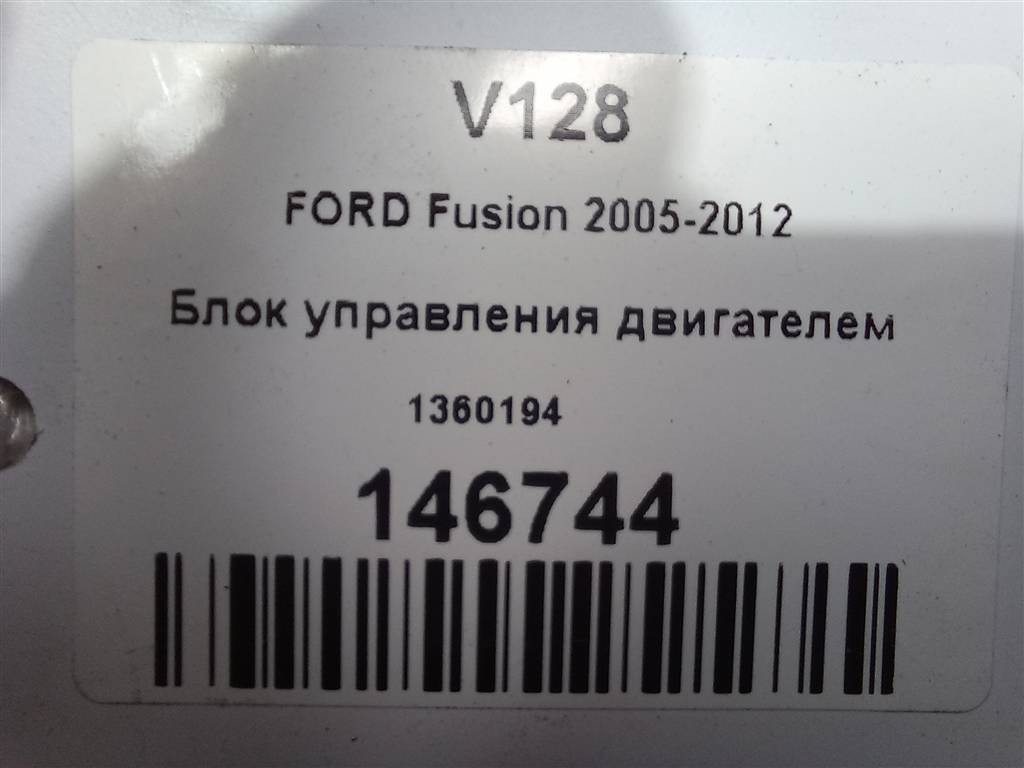 V128
FORD Fusion 2005-2012
Блок управления двигателем
1360194
146744